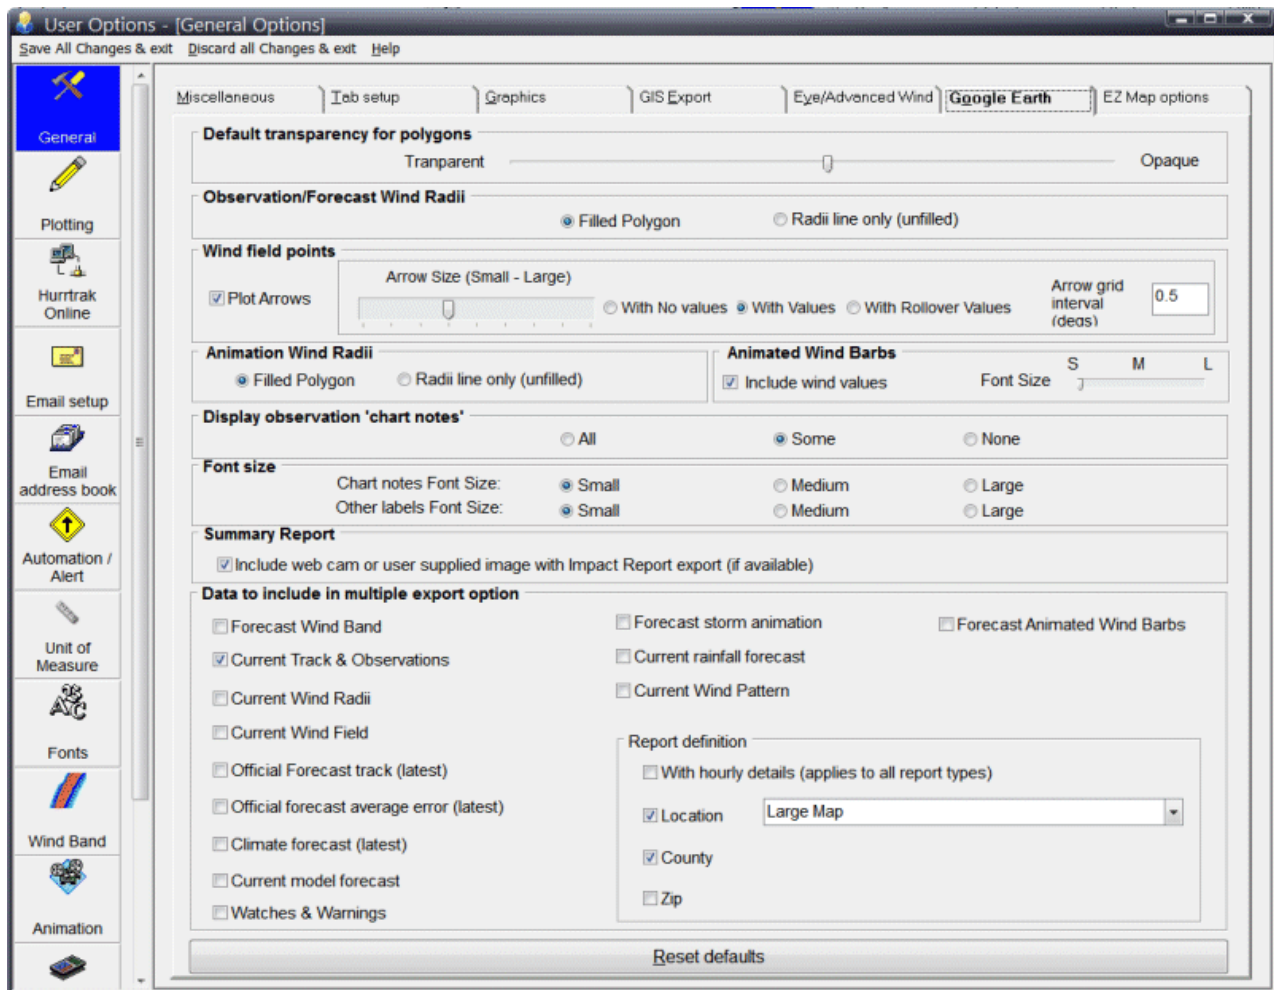 User Options - [General Options]
Save All Changes & exit Discard all Changes & exit Help
General
Plotting
Hurrtrak
Online
Email setup
Email
address book
Automation /
Alert
Unit of
Measure
Fonts
Wind Band
Animation
Miscellaneous Tab setup Graphics GIS Export Eye/Advanced Wind Google Earth EZ Map options
Default transparency for polygons
Tranparent Opaque
Observation/Forecast Wind Radii
Filled Polygon Radii line only (unfilled)
Wind field points
Plot Arrows
Arrow Size (Small - Large)
With No values With Values With Rollover Values
Arrow grid
interval
(degs)
0.5
Animation Wind Radii
Filled Polygon Radii line only (unfilled)
Animated Wind Barbs
Include wind values Font Size
S M L
Display observation 'chart notes'
All Some None
Font size
Chart notes Font Size: Small Medium Large
Other labels Font Size: Small Medium Large
Summary Report
Include web cam or user supplied image with Impact Report export (if available)
Data to include in multiple export option
Forecast Wind Band
Current Track & Observations
Current Wind Radii
Current Wind Field
Official Forecast track (latest)
Official forecast average error (latest)
Climate forecast (latest)
Current model forecast
Watches & Warnings
Forecast storm animation
Current rainfall forecast
Current Wind Pattern
Forecast Animated Wind Barbs
Report definition
With hourly details (applies to all report types)
Location Large Map
County
Zip
Reset defaults